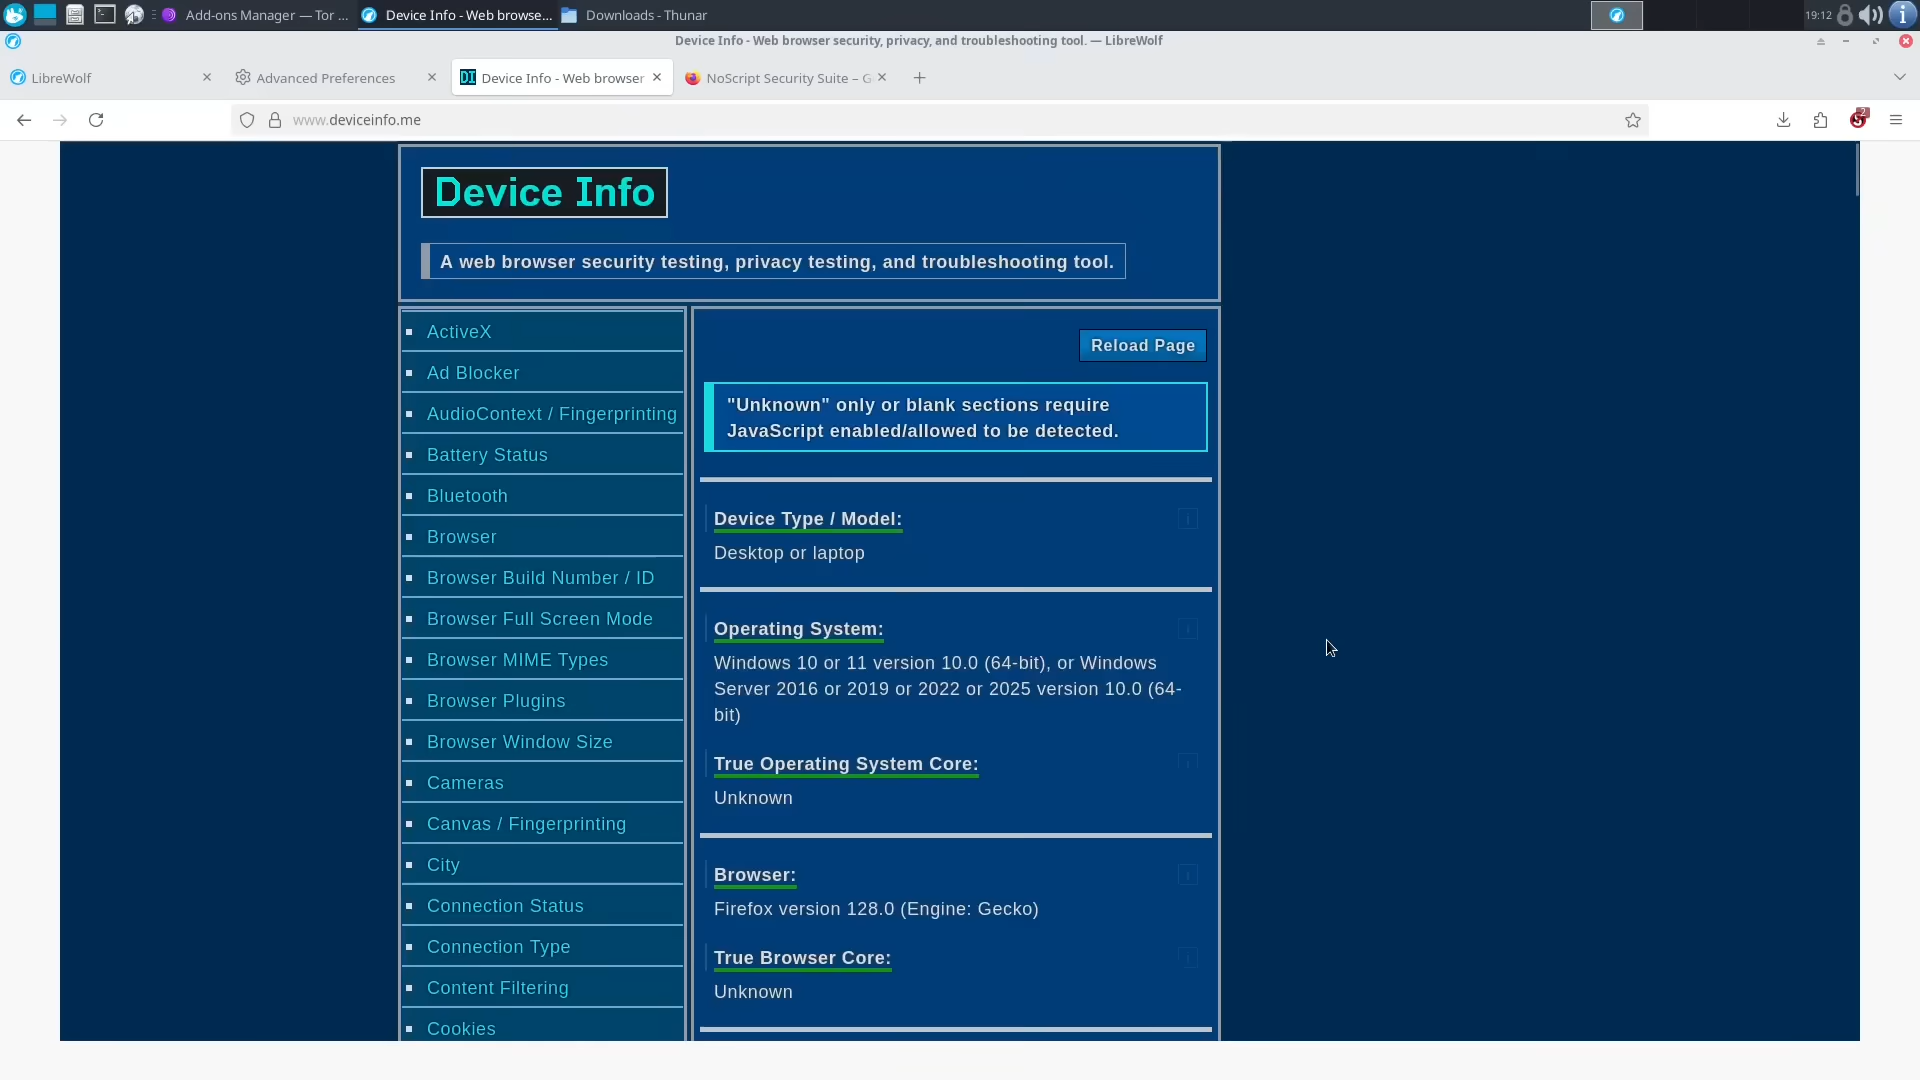 Add-ons Manager — Tor ...
Device Info - Web browse...
Downloads - Thunar
19:12
Device Info - Web browser security, privacy, and troubleshooting tool. — LibreWolf
LibreWolf
Advanced Preferences
DI Device Info - Web browser
NoScript Security Suite – G
www.deviceinfo.me
2
Device Info
A web browser security testing, privacy testing, and troubleshooting tool.
ActiveX
Ad Blocker
AudioContext / Fingerprinting
Battery Status
Bluetooth
Browser
Browser Build Number / ID
Browser Full Screen Mode
Browser MIME Types
Browser Plugins
Browser Window Size
Cameras
Canvas / Fingerprinting
City
Connection Status
Connection Type
Content Filtering
Cookies
Reload Page
"Unknown" only or blank sections require
JavaScript enabled/allowed to be detected.
Device Type / Model:
Desktop or laptop
Operating System:
Windows 10 or 11 version 10.0 (64-bit), or Windows
Server 2016 or 2019 or 2022 or 2025 version 10.0 (64-
bit)
True Operating System Core:
Unknown
Browser:
Firefox version 128.0 (Engine: Gecko)
True Browser Core:
Unknown